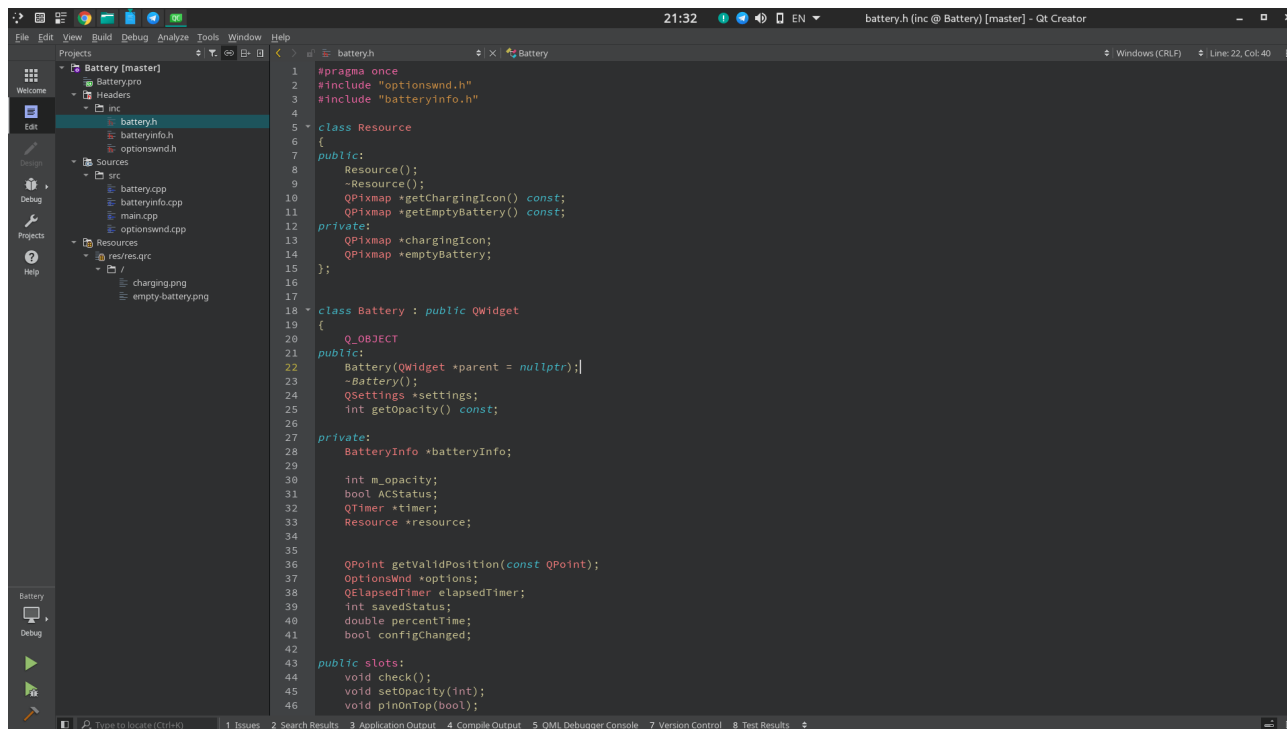 21:32 EN battery.h (inc @ Battery) [master] - Qt Creator
File Edit View Build Debug Analyze Tools Window Help
Projects
battery.h
Battery
Windows (CRLF)
Line: 22, Col: 40
Welcome
Edit
Design
Debug
Projects
Help
Battery
Debug
Battery [master]
Battery.pro
Headers
inc
battery.h
batteryinfo.h
optionswnd.h
Sources
src
battery.cpp
batteryinfo.cpp
main.cpp
optionswnd.cpp
Resources
res/res.qrc
/
charging.png
empty-battery.png
1 #pragma once
2 #include "optionswnd.h"
3 #include "batteryinfo.h"
4
5 class Resource
6 {
7 public:
8 Resource();
9 ~Resource();
10 QPixmap *getChargingIcon() const;
11 QPixmap *getEmptyBattery() const;
12 private:
13 QPixmap *chargingIcon;
14 QPixmap *emptyBattery;
15 };
16
17
18 class Battery : public QWidget
19 {
20 Q_OBJECT
21 public:
22 Battery(QWidget *parent = nullptr);
23 ~Battery();
24 QSettings *settings;
25 int getOpacity() const;
26
27 private:
28 BatteryInfo *batteryInfo;
29
30 int m_opacity;
31 bool ACStatus;
32 QTimer *timer;
33 Resource *resource;
34
35
36 QPoint getValidPosition(const QPoint);
37 OptionsWnd *options;
38 QElapsedTimer elapsedTimer;
39 int savedStatus;
40 double percentTime;
41 bool configChanged;
42
43 public slots:
44 void check();
45 void setOpacity(int);
46 void pinOnTop(bool);
Type to locate (Ctrl+K)
1 Issues 2 Search Results 3 Application Output 4 Compile Output 5 QML Debugger Console 7 Version Control 8 Test Results